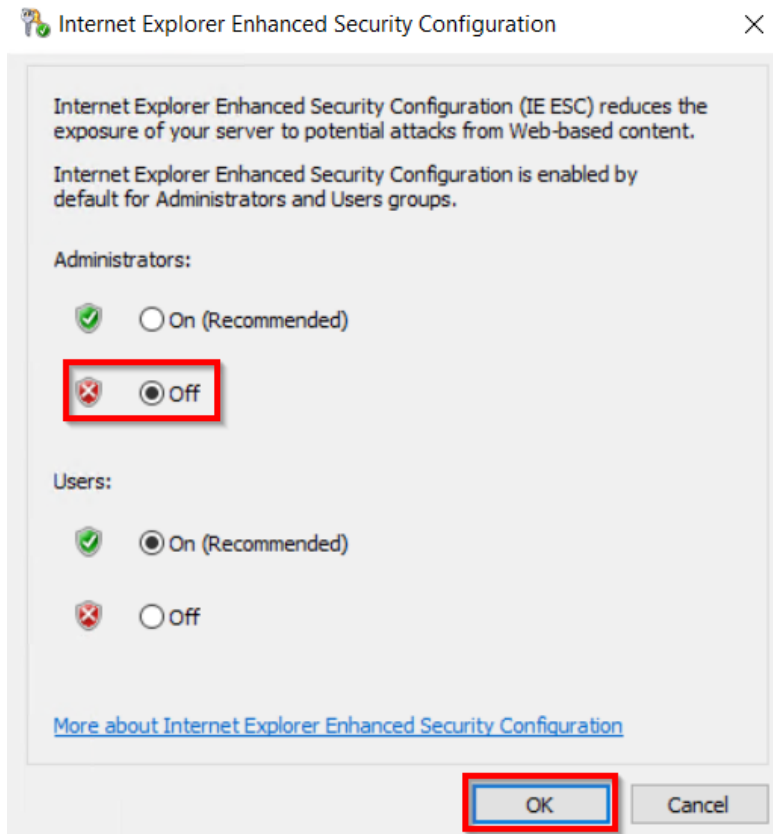 Internet Explorer Enhanced Security Configuration
Internet Explorer Enhanced Security Configuration (IE ESC) reduces the
exposure of your server to potential attacks from Web-based content.
Internet Explorer Enhanced Security Configuration is enabled by
default for Administrators and Users groups.
Administrators:
On (Recommended)
Off
Users:
On (Recommended)
Off
More about Internet Explorer Enhanced Security Configuration
OK
Cancel